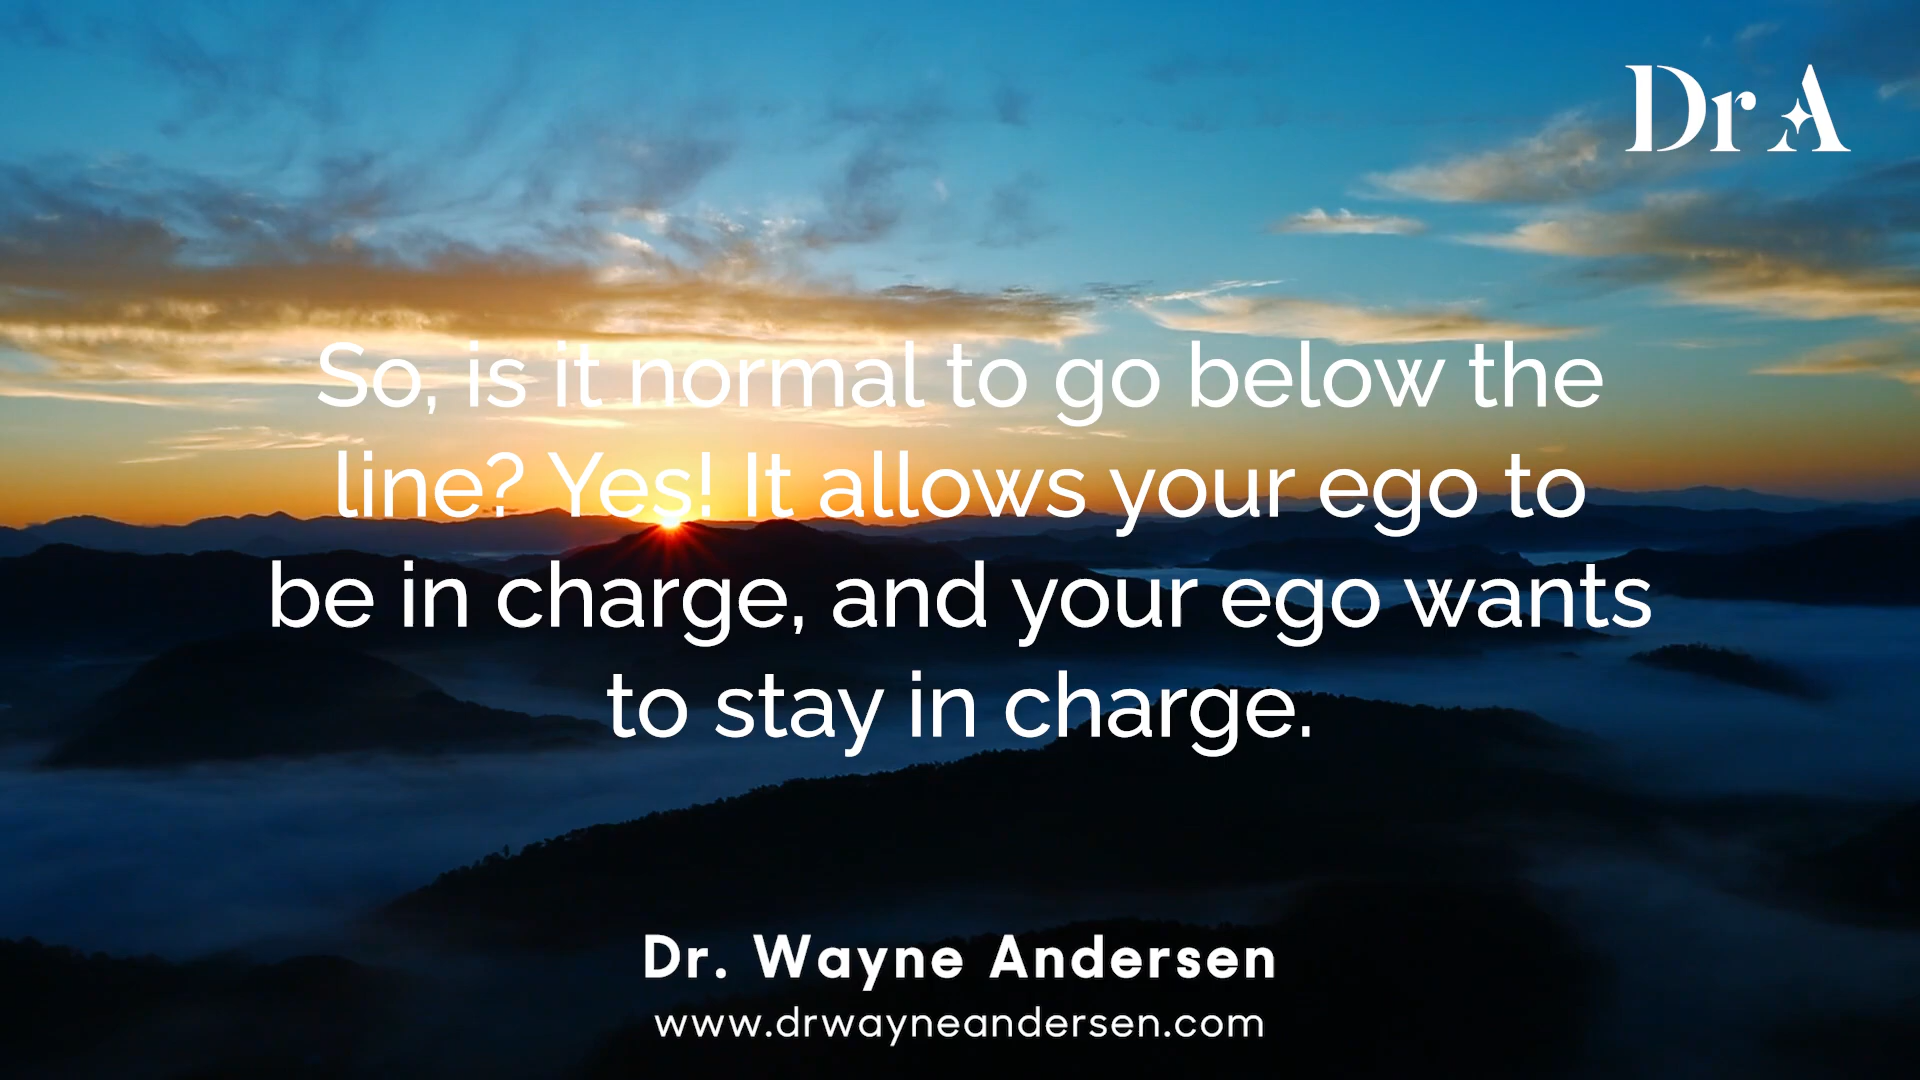 Dr A
So, is it normal to go below the
line? Yes! It allows your ego to
be in charge, and your ego wants
to stay in charge.
Dr. Wayne Andersen
www.drwayneandersen.com